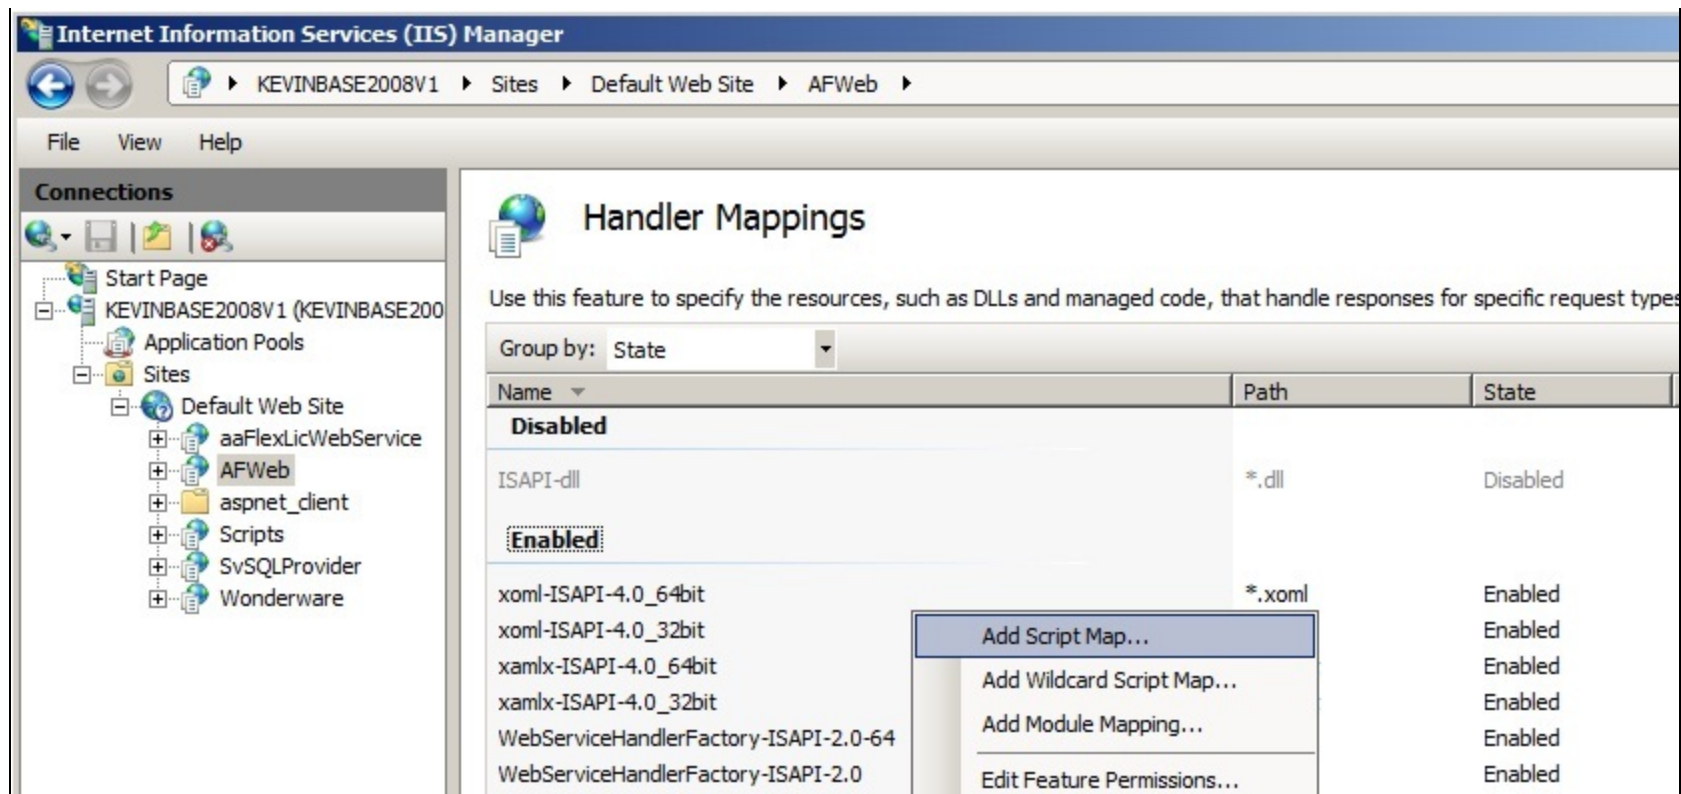 Internet Information Services (IIS) Manager
KEVINBASE2008V1 Sites Default Web Site AFWeb
File View Help
Connections
Start Page
KEVINBASE2008V1 (KEVINBASE200
Application Pools
Sites
Default Web Site
aaFlexLicWebService
AFWeb
aspnet_client
Scripts
SvSQLProvider
Wonderware
Handler Mappings
Use this feature to specify the resources, such as DLLs and managed code, that handle responses for specific request types
Group by: State
Name Path State
Disabled
ISAPI-dll *.dll Disabled
Enabled
xoml-ISAPI-4.0_64bit *.xoml Enabled
xoml-ISAPI-4.0_32bit Enabled
xamlx-ISAPI-4.0_64bit Enabled
xamlx-ISAPI-4.0_32bit Enabled
WebServiceHandlerFactory-ISAPI-2.0-64 Enabled
WebServiceHandlerFactory-ISAPI-2.0 Enabled
Add Script Map...
Add Wildcard Script Map...
Add Module Mapping...
Edit Feature Permissions...